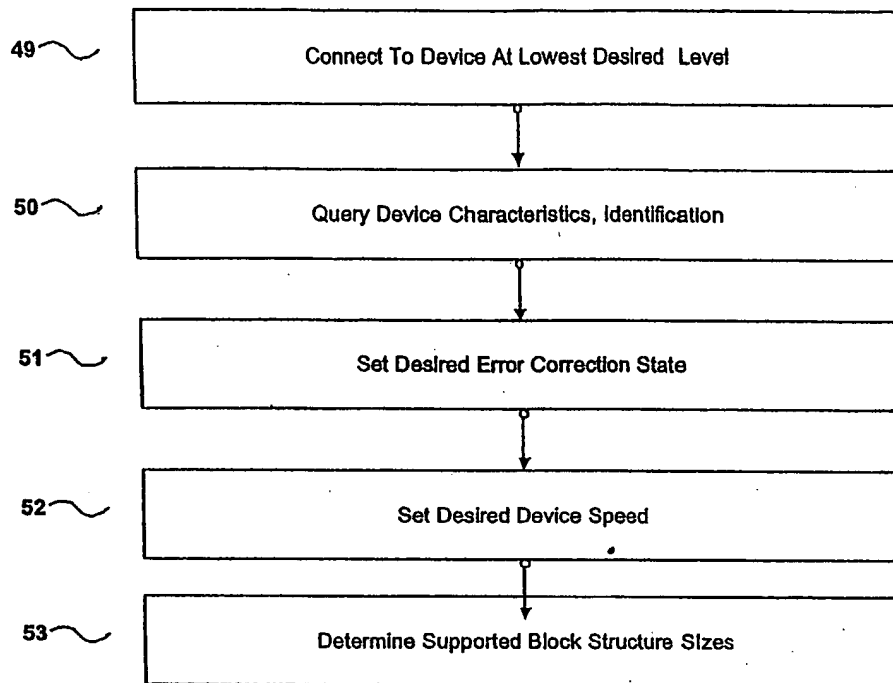 49 Connect To Device At Lowest Desired Level
50 Query Device Characteristics, Identification
51 Set Desired Error Correction State
52 Set Desired Device Speed
53 Determine Supported Block Structure Sizes